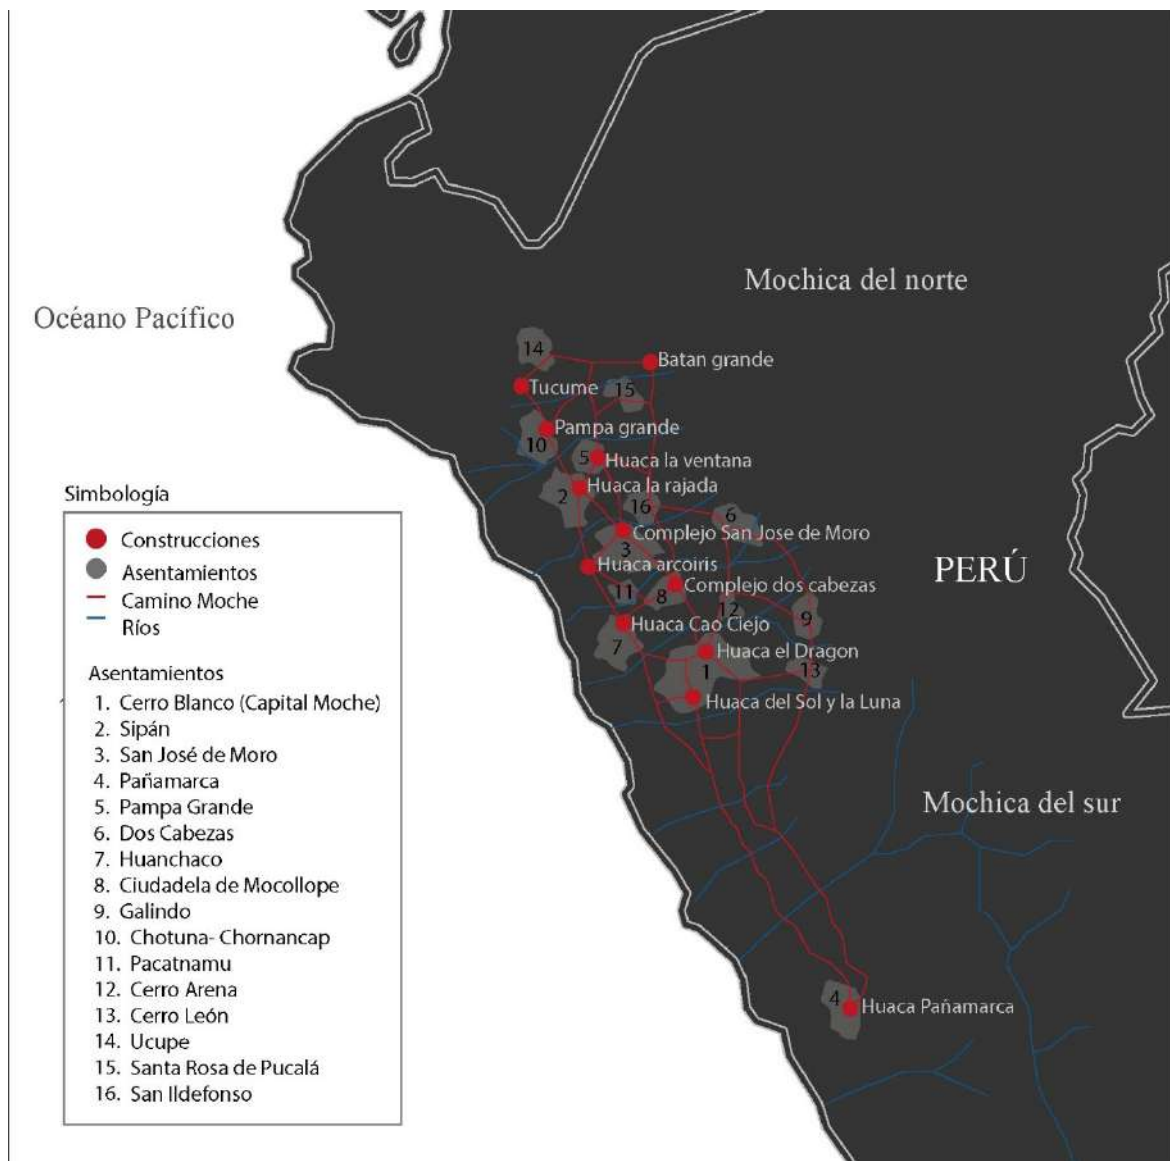 Océano Pacífico
Mochica del norte
14
Batan grande
Tucume
15
Pampa grande
10
5
Huaca la ventana
2
Huaca la rajada
16
6
Complejo San Jose de Moro
3
Huaca arcoiris
PERÚ
11
8
Complejo dos cabezas
12
9
Huaca Cao Ciejo
7
Huaca el Dragon
1
13
Huaca del Sol y la Luna
Mochica del sur
4
Huaca Pañamarca
Simbología
Construcciones
Asentamientos
Camino Moche
Ríos
Asentamientos
1. Cerro Blanco (Capital Moche)
2. Sipán
3. San José de Moro
4. Pañamarca
5. Pampa Grande
6. Dos Cabezas
7. Huanchaco
8. Ciudadela de Mocollope
9. Galindo
10. Chotuna- Chornancap
11. Pacatnamu
12. Cerro Arena
13. Cerro León
14. Ucupe
15. Santa Rosa de Pucalá
16. San Ildefonso